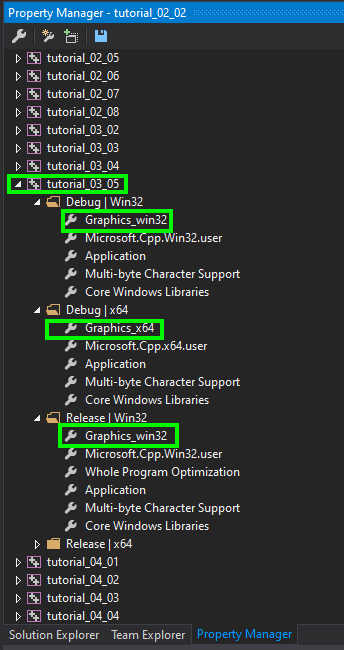 Property Manager - tutorial_02_02
tutorial_02_05
tutorial_02_06
tutorial_02_07
tutorial_02_08
tutorial_03_02
tutorial_03_03
tutorial_03_04
tutorial_03_05
Debug | Win32
Graphics_win32
Microsoft.Cpp.Win32.user
Application
Multi-byte Character Support
Core Windows Libraries
Debug | x64
Graphics_x64
Microsoft.Cpp.x64.user
Application
Multi-byte Character Support
Core Windows Libraries
Release | Win32
Graphics_win32
Microsoft.Cpp.Win32.user
Whole Program Optimization
Application
Multi-byte Character Support
Core Windows Libraries
Release | x64
tutorial_04_01
tutorial_04_02
tutorial_04_03
tutorial_04_04
Solution Explorer Team Explorer Property Manager